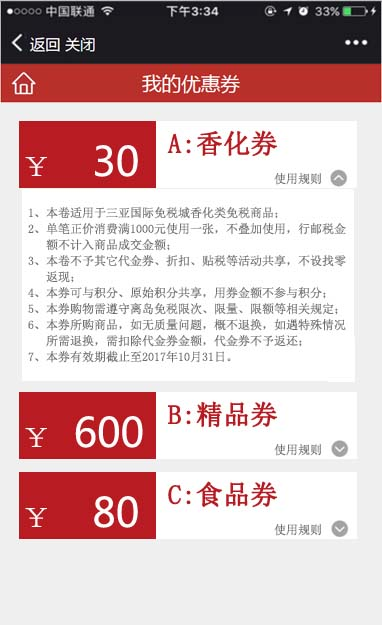 中国联通 下午3:34 33%
返回 关闭
我的优惠券
¥ 30 A:香化券
使用规则
1、本卷适用于三亚国际免税城香化类免税商品;
2、单笔正价消费满1000元使用一张，不叠加使用，行邮税金
额不计入商品成交金额;
3、本卷不予其它代金券、折扣、贴税等活动共享，不设找零
返现;
4、本券可与积分、原始积分共享，用券金额不参与积分;
5、本券购物需遵守离岛免税限次、限量、限额等相关规定;
6、本券所购商品，如无质量问题，概不退换，如遇特殊情况
所需退换，需扣除代金券金额，代金券不予返还;
7、本券有效期截止至2017年10月31日。
¥ 600 B:精品券
使用规则
¥ 80 C:食品券
使用规则